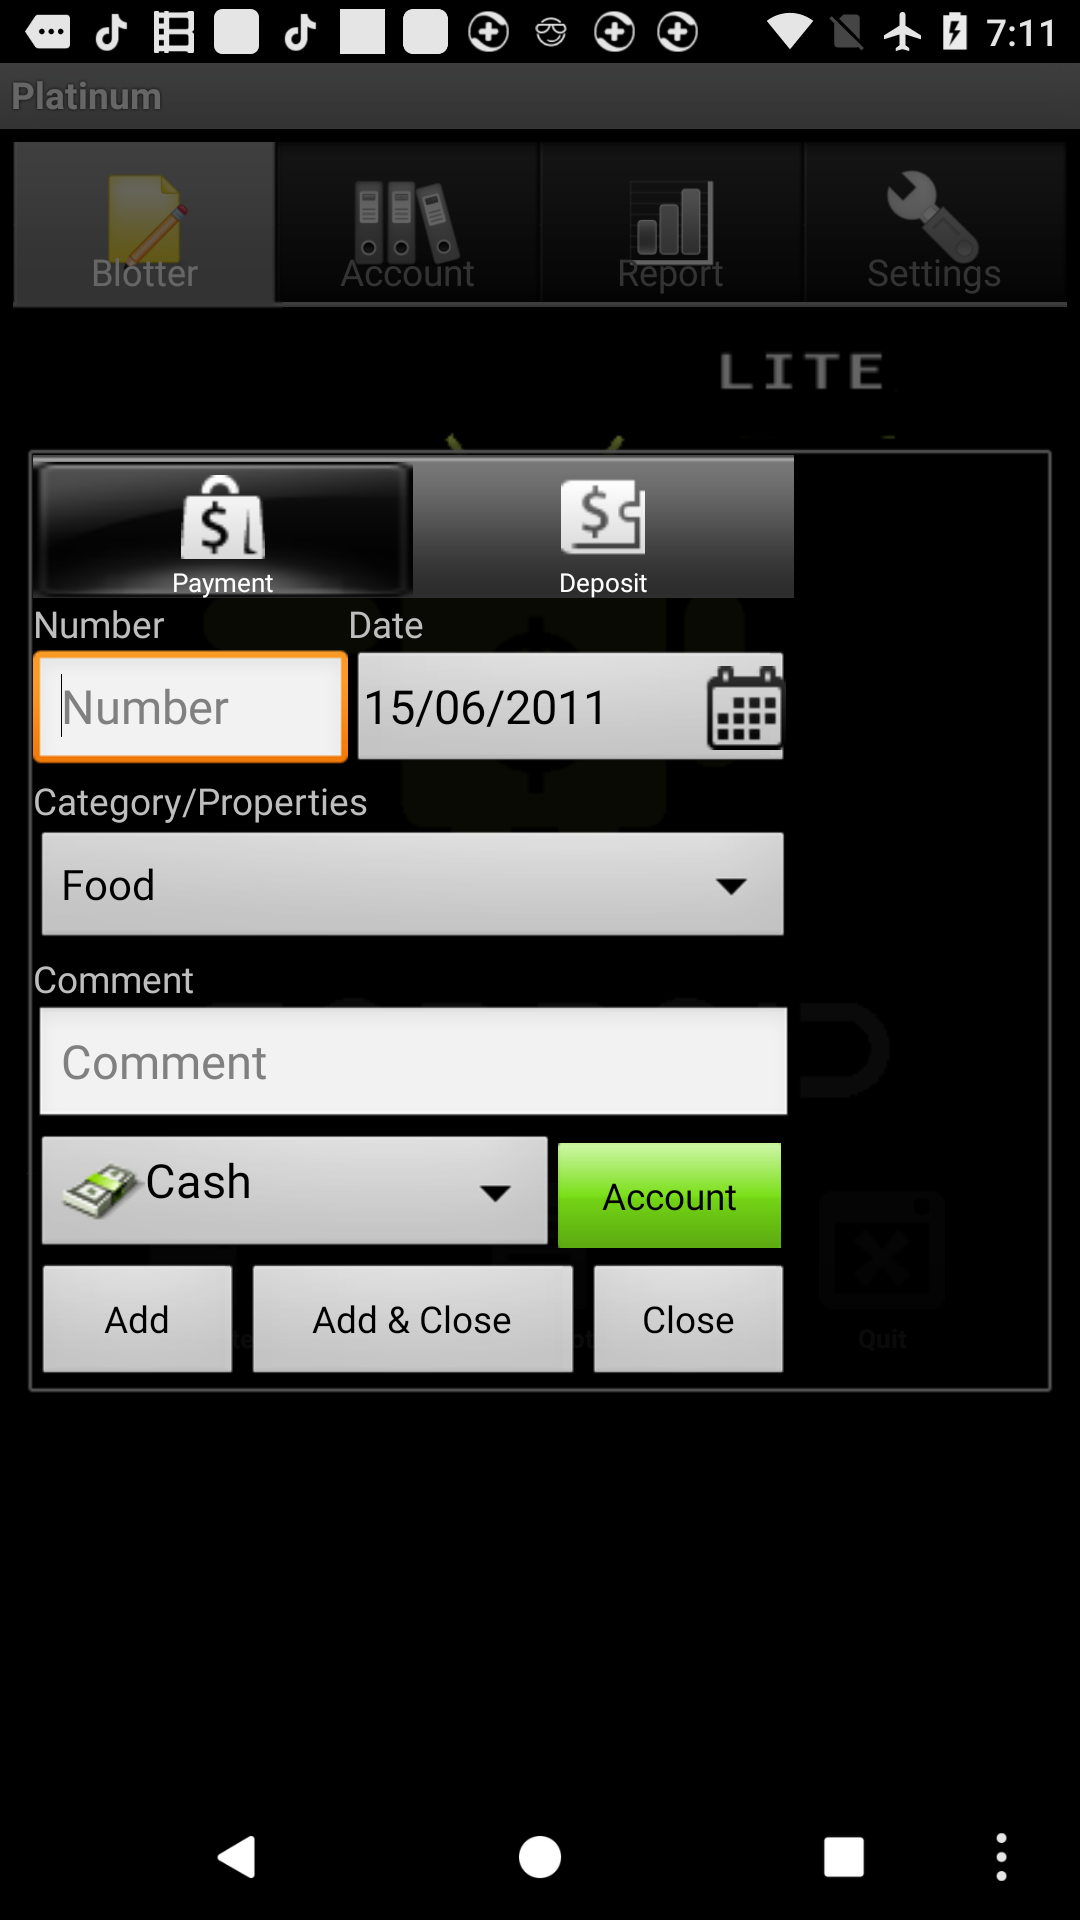 7:11
Platinum
Blotter Account Report Settings
LITE
Payment Deposit
Number Date
Number 15/06/2011
Category/Properties
Food
Comment
Comment
Cash Account
Add Add & Close Close
Quit